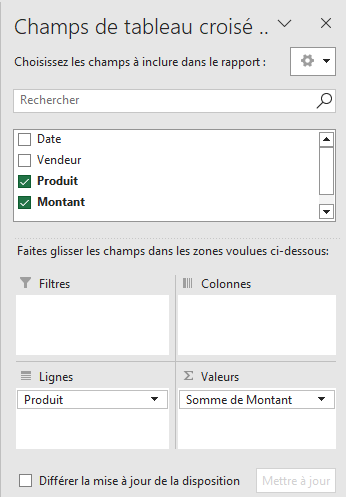 Champs de tableau croisé ..
Choisissez les champs à inclure dans le rapport :
Rechercher
Date
Vendeur
Produit
Montant
Faites glisser les champs dans les zones voulues ci-dessous:
Filtres
Colonnes
Lignes
Σ Valeurs
Produit
Somme de Montant
Différer la mise à jour de la disposition
Mettre à jour